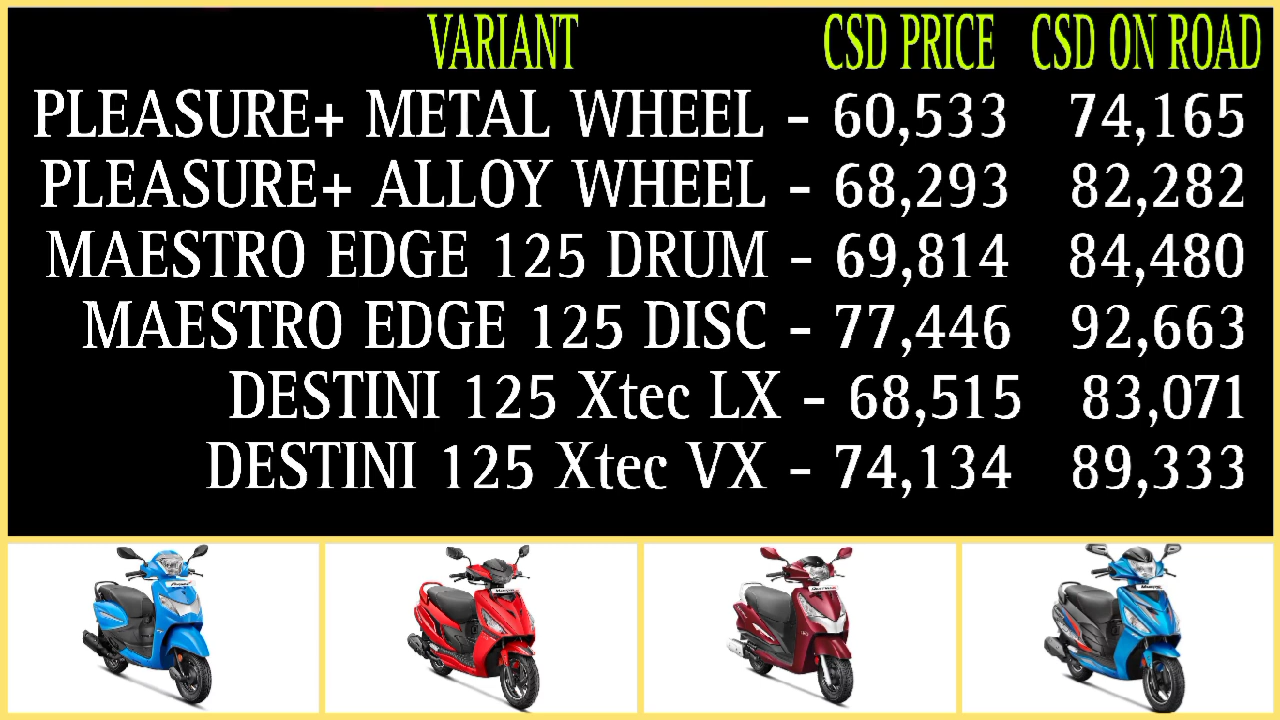 VARIANT CSD PRICE CSD ON ROAD
PLEASURE+ METAL WHEEL - 60,533 74,165
PLEASURE+ ALLOY WHEEL - 68,293 82,282
MAESTRO EDGE 125 DRUM - 69,814 84,480
MAESTRO EDGE 125 DISC - 77,446 92,663
DESTINI 125 Xtec LX - 68,515 83,071
DESTINI 125 Xtec VX - 74,134 89,333